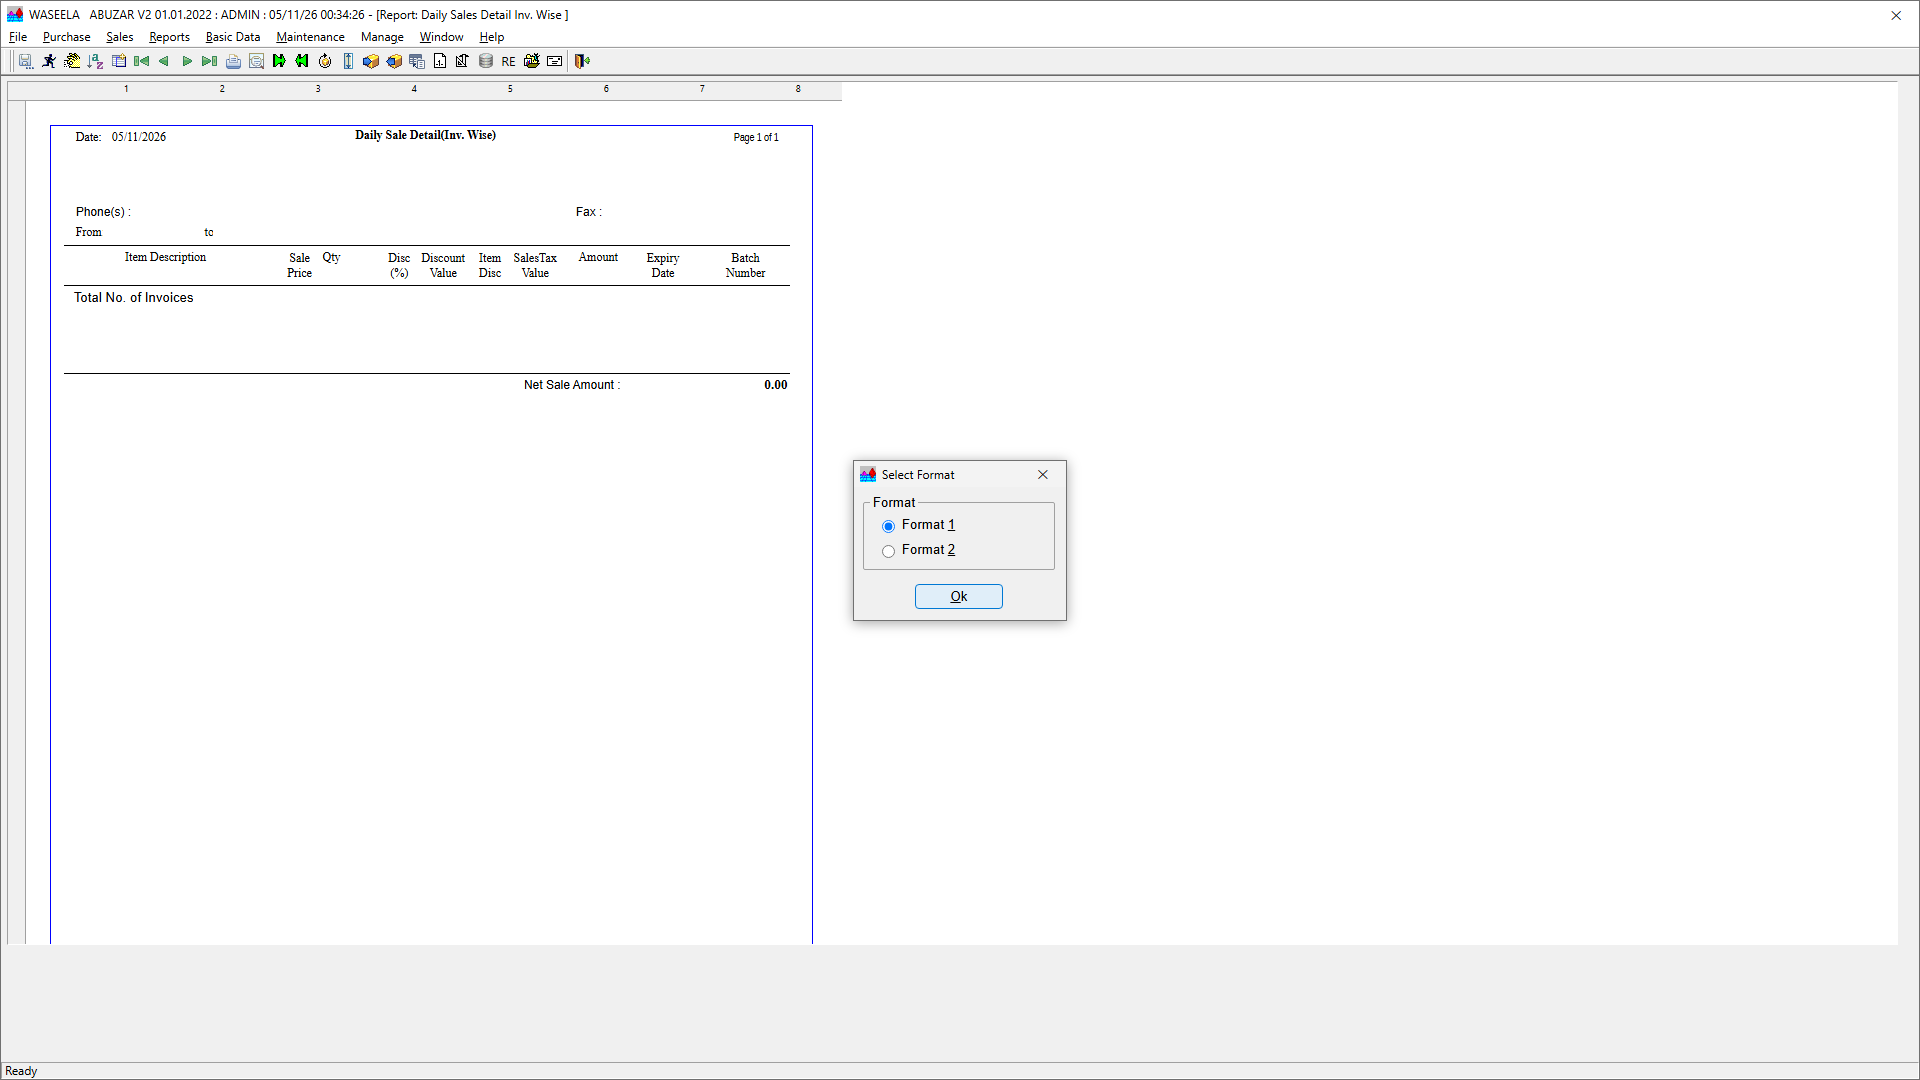 WASEELA ABUZAR V2 01.01.2022 : ADMIN : 05/11/26 00:34:26 - [Report: Daily Sales Detail Inv. Wise ]
File Purchase Sales Reports Basic Data Maintenance Manage Window Help
RE
1 2 3 4 5 6 7 8
Date: 05/11/2026 Daily Sale Detail(Inv. Wise) Page 1 of 1
Phone(s) : Fax :
From to
Item Description Sale Price Qty Disc (%) Discount Value Item Disc SalesTax Value Amount Expiry Date Batch Number
Total No. of Invoices
Net Sale Amount : 0.00
Select Format
Format
Format 1
Format 2
Ok
Ready